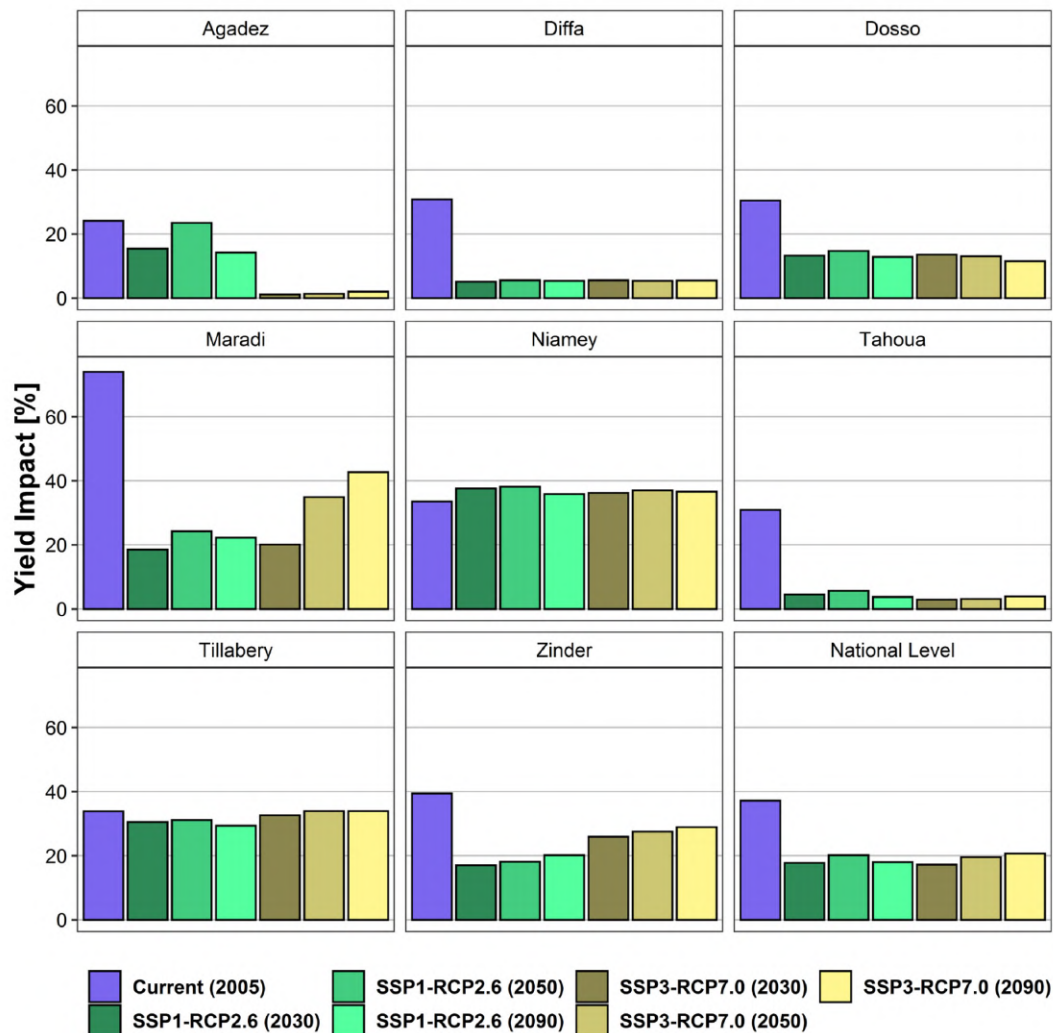 Agadez
Diffa
Dosso
60
40
20
0
Maradi
Niamey
Tahoua
60
40
20
0
Tillabery
Zinder
National Level
60
40
20
0
Yield Impact [%]
Current (2005)
SSP1-RCP2.6 (2050)
SSP3-RCP7.0 (2030)
SSP3-RCP7.0 (2090)
SSP1-RCP2.6 (2030)
SSP1-RCP2.6 (2090)
SSP3-RCP7.0 (2050)